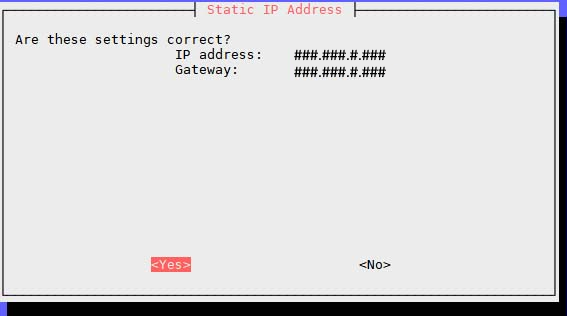 Static IP Address
Are these settings correct?
IP address: ###.###.#.###
Gateway: ###.###.#.###
<Yes> <No>